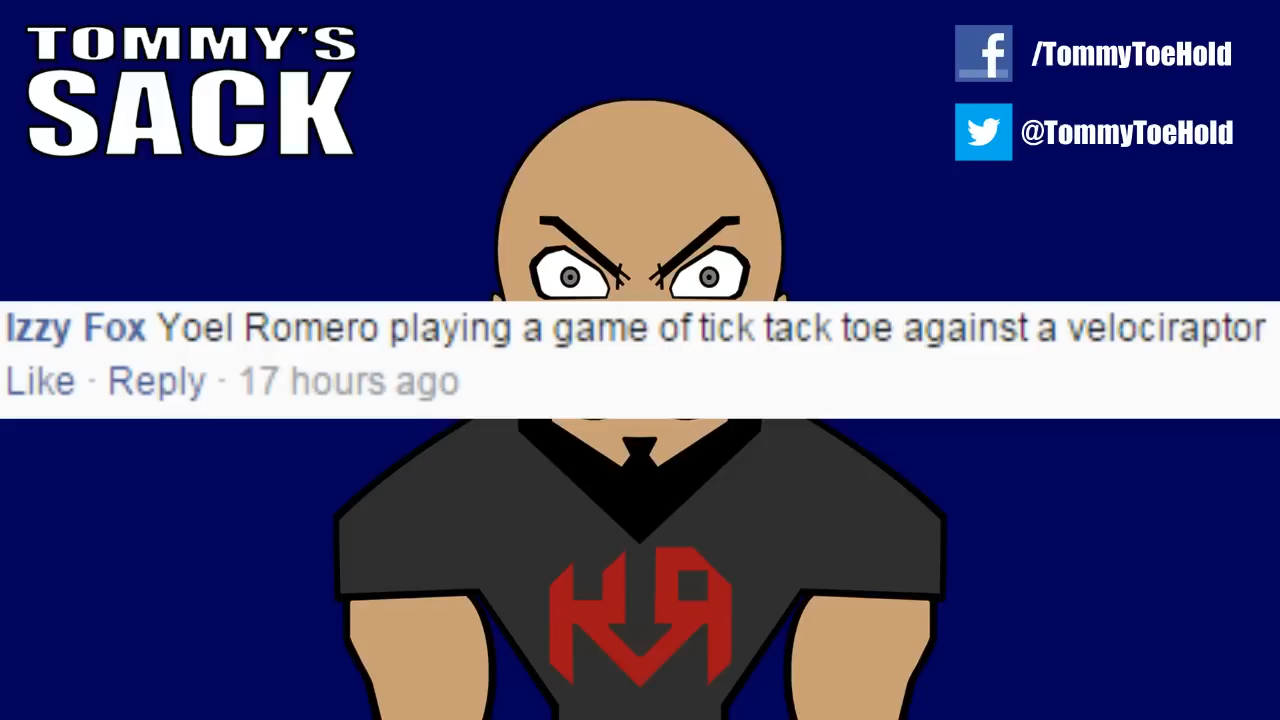 TOMMY'S
SACK
/TommyToeHold
@TommyToeHold
Izzy Fox Yoel Romero playing a game of tick tack toe against a velociraptor
Like · Reply · 17 hours ago